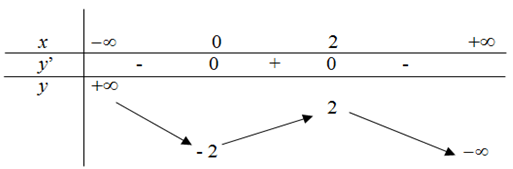 x −∞ 0 2 +∞
y’ - 0 + 0 -
y +∞
2
- 2 −∞